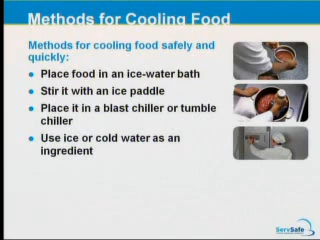 Methods for Cooling Food
Methods for cooling food safely and
quickly:
Place food in an ice-water bath
Stir it with an ice paddle
Place it in a blast chiller or tumble
chiller
Use ice or cold water as an
ingredient
ServSafe